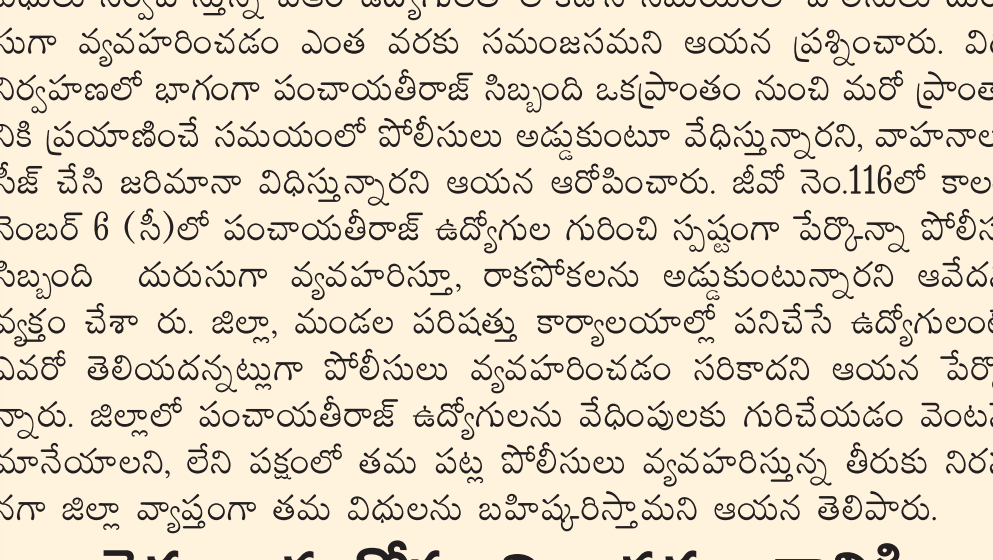 సుగా వ్యవహరించడం ఎంత వరకు సమంజసమని ఆయన ప్రశ్నించారు.
నిర్వహణలో భాగంగా పంచాయతీరాజ్ సిబ్బంది ఒకప్రాంతం నుంచి మరో
నికి ప్రయాణించే సమయంలో పోలీసులు అడ్డుకుంటూ వేధిస్తున్నారని,
సీజ్ చేసి జరిమానా విధిస్తున్నారని ఆయన ఆరోపించారు. జీవో నెం.116లో
నెంబర్ 6 (సీ)లో పంచాయతీరాజ్ ఉద్యోగుల గురించి స్పష్టంగా పేర్కొన్నా
సిబ్బంది దురుసుగా వ్యవహరిస్తూ, రాకపోకలను అడ్డుకుంటున్నారని
వ్యక్తం చేశా రు. జిల్లా, మండల పరిషత్తు కార్యాలయాల్లో పనిచేసే
ఎవరో తెలియదన్నట్లుగా పోలీసులు వ్యవహరించడం సరికాదని ఆయన
న్నారు. జిల్లాలో పంచాయతీరాజ్ ఉద్యోగులను వేధింపులకు గురిచేయడం
మానేయాలని, లేని పక్షంలో తమ పట్ల పోలీసులు వ్యవహరిస్తున్న తీరుకు
నగా జిల్లా వ్యాప్తంగా తమ విధులను బహిష్కరిస్తామని ఆయన తెలిపారు.